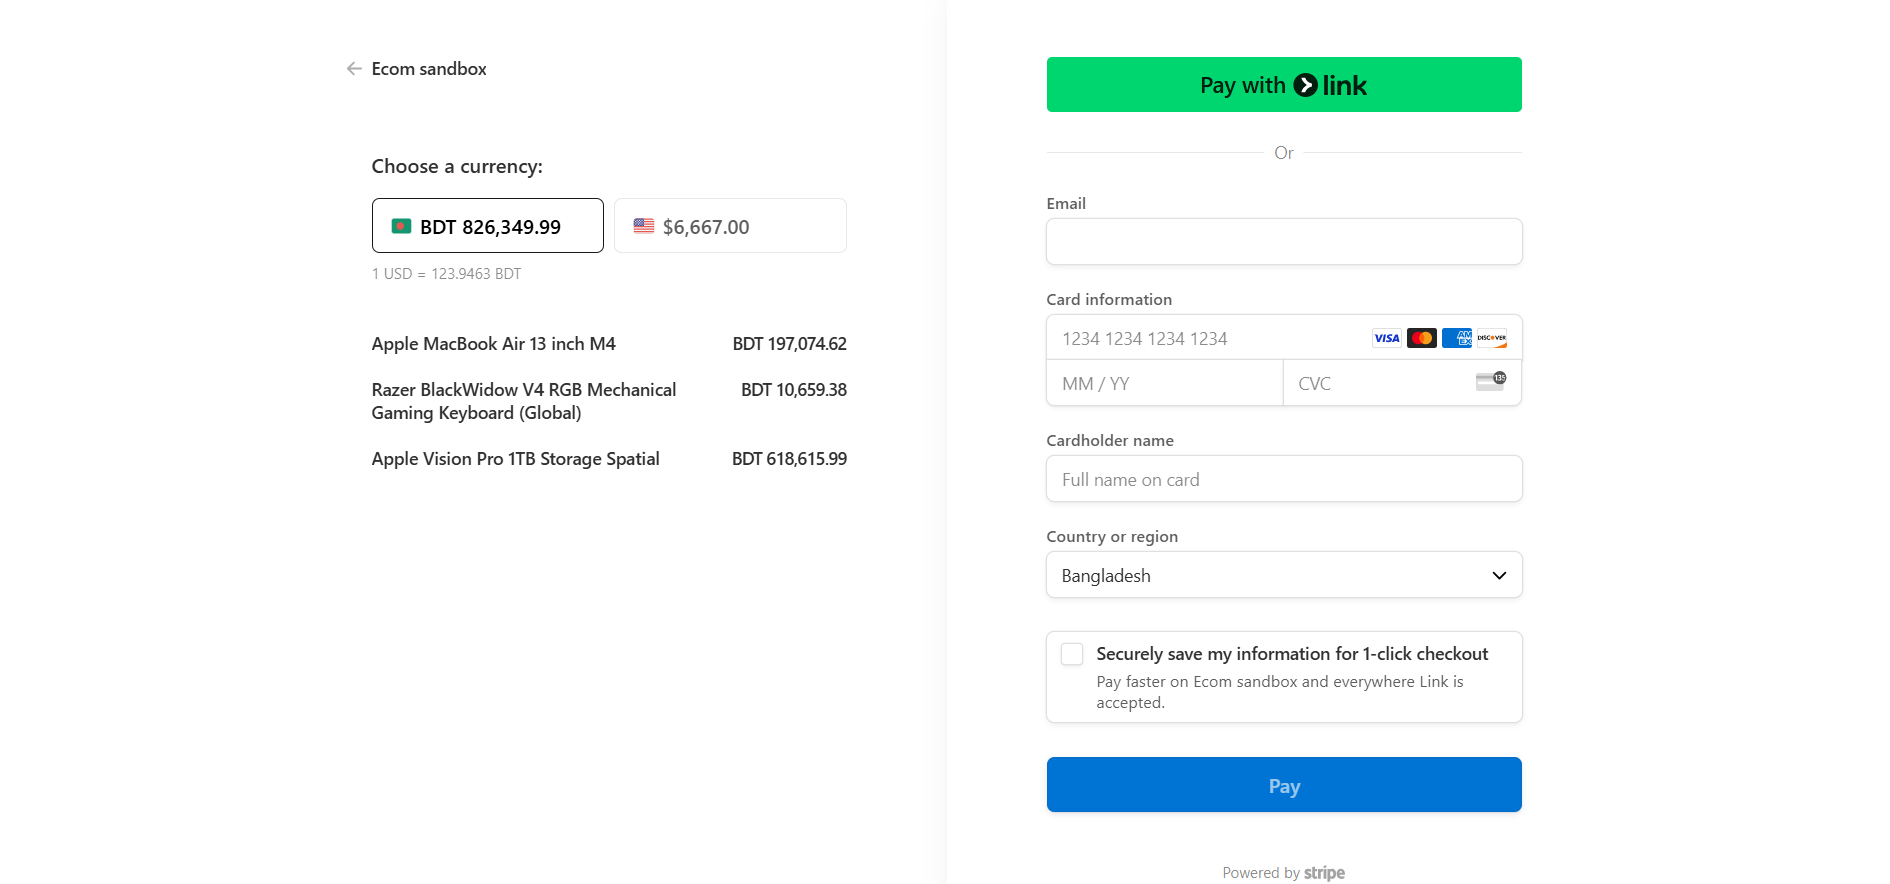 Ecom sandbox
Choose a currency:
BDT 826,349.99
$6,667.00
1 USD = 123.9463 BDT
Apple MacBook Air 13 inch M4
BDT 197,074.62
Razer BlackWidow V4 RGB Mechanical
Gaming Keyboard (Global)
BDT 10,659.38
Apple Vision Pro 1TB Storage Spatial
BDT 618,615.99
Pay with link
Or
Email
Card information
1234 1234 1234 1234
VISA
AM
EX
DISCOVER
MM / YY
CVC
135
Cardholder name
Full name on card
Country or region
Bangladesh
Securely save my information for 1-click checkout
Pay faster on Ecom sandbox and everywhere Link is
accepted.
Pay
Powered by stripe